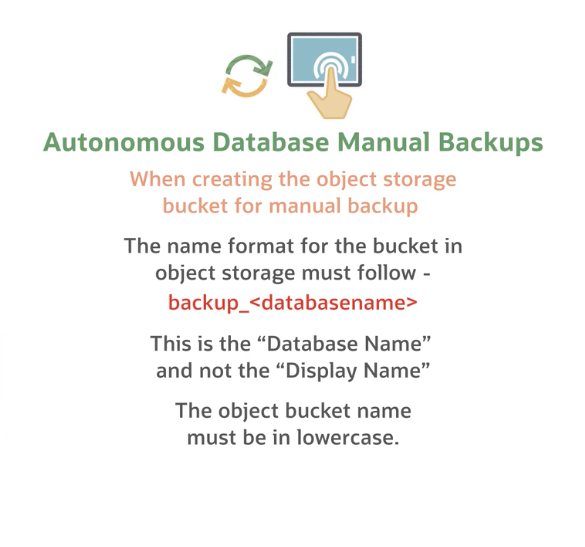 Autonomous Database Manual Backups
When creating the object storage
bucket for manual backup
The name format for the bucket in
object storage must follow -
backup_<databasename>
This is the “Database Name”
and not the “Display Name”
The object bucket name
must be in lowercase.